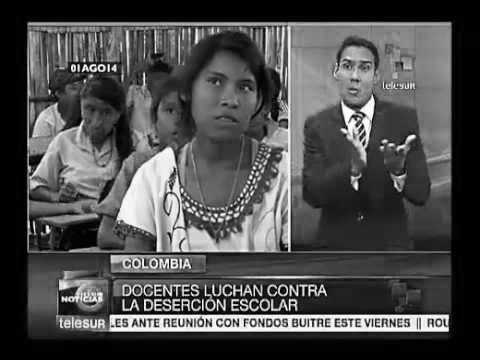 01AGO14
teleSUR
COLOMBIA
DOCENTES LUCHAN CONTRA
LA DESERCIÓN ESCOLAR
NOTICIAS
teleSUR
LES ANTE REUNIÓN CON FONDOS BUITRE ESTE VIERNES || ROU